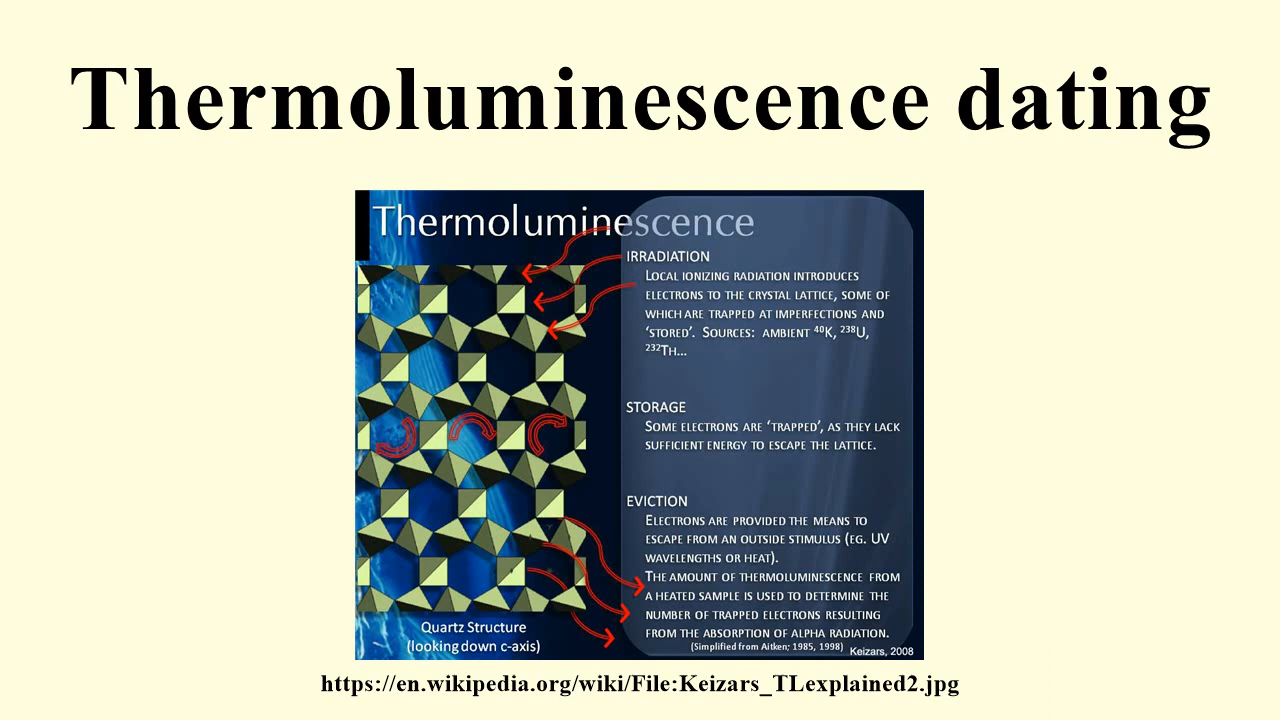 Thermoluminescence dating
Thermoluminescence
IRRADIATION
LOCAL IONIZING RADIATION INTRODUCES
ELECTRONS TO THE CRYSTAL LATTICE, SOME OF
WHICH ARE TRAPPED AT IMPERFECTIONS AND
'STORED'. SOURCES: AMBIENT ⁴⁰K, ²³⁸U,
²³²TH...
STORAGE
SOME ELECTRONS ARE 'TRAPPED', AS THEY LACK
SUFFICIENT ENERGY TO ESCAPE THE LATTICE.
EVICTION
ELECTRONS ARE PROVIDED THE MEANS TO
ESCAPE FROM AN OUTSIDE STIMULUS (EG. UV
WAVELENGTHS OR HEAT).
THE AMOUNT OF THERMOLUMINESCENCE FROM
A HEATED SAMPLE IS USED TO DETERMINE THE
NUMBER OF TRAPPED ELECTRONS RESULTING
FROM THE ABSORPTION OF ALPHA RADIATION.
(Simplified from Aitken; 1985, 1998)
Keizars, 2008
Quartz Structure
(looking down c-axis)
https://en.wikipedia.org/wiki/File:Keizars_TLexplained2.jpg